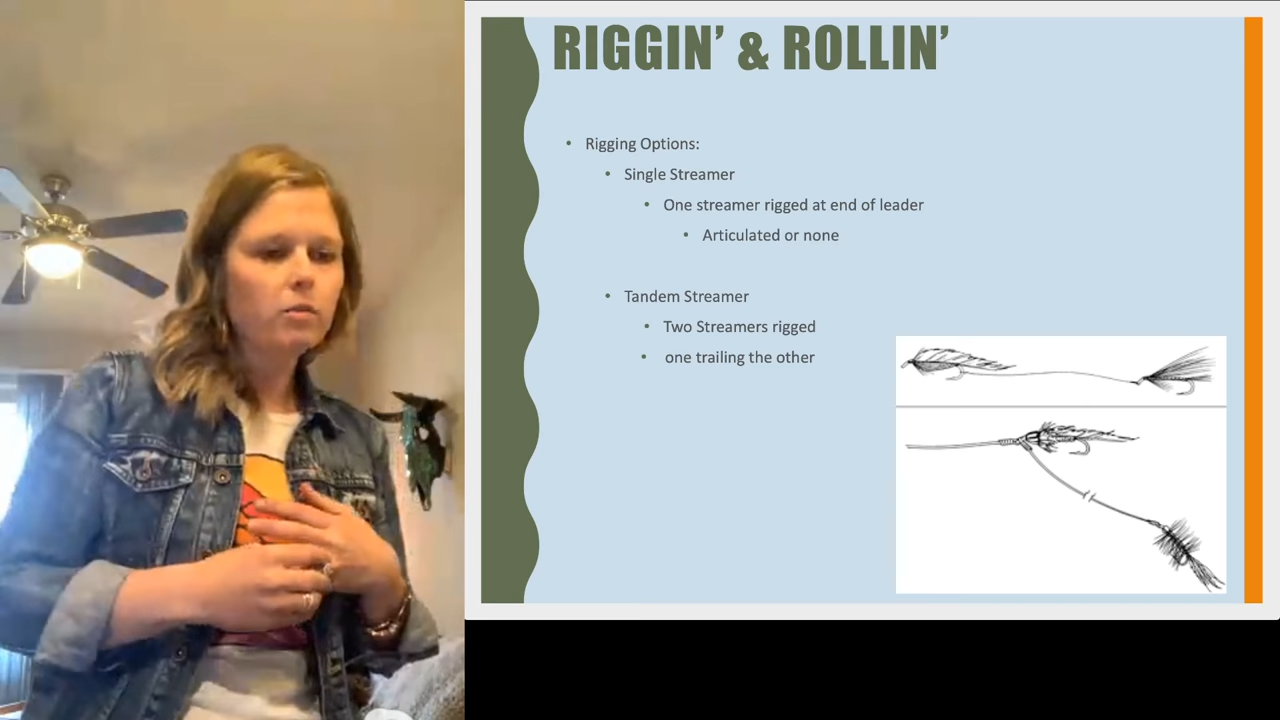 RIGGIN’ & ROLLIN’
• Rigging Options:
• Single Streamer
• One streamer rigged at end of leader
• Articulated or none
• Tandem Streamer
• Two Streamers rigged
• one trailing the other